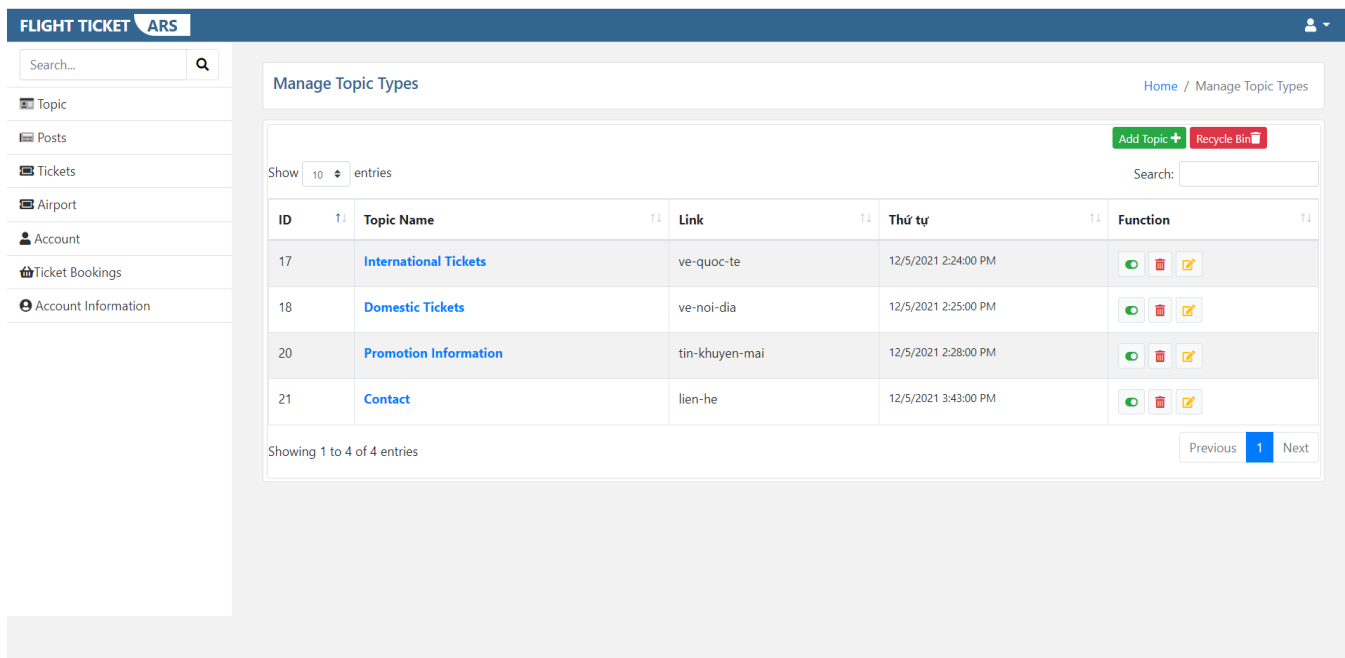 FLIGHT TICKET ARS
Search...
Topic
Posts
Tickets
Airport
Account
Ticket Bookings
Account Information
Manage Topic Types
Home / Manage Topic Types
Add Topic
Recycle Bin
Show 10 entries
Search:
ID Topic Name Link Thứ tự Function
17 International Tickets ve-quoc-te 12/5/2021 2:24:00 PM
18 Domestic Tickets ve-noi-dia 12/5/2021 2:25:00 PM
20 Promotion Information tin-khuyen-mai 12/5/2021 2:28:00 PM
21 Contact lien-he 12/5/2021 3:43:00 PM
Showing 1 to 4 of 4 entries
Previous 1 Next